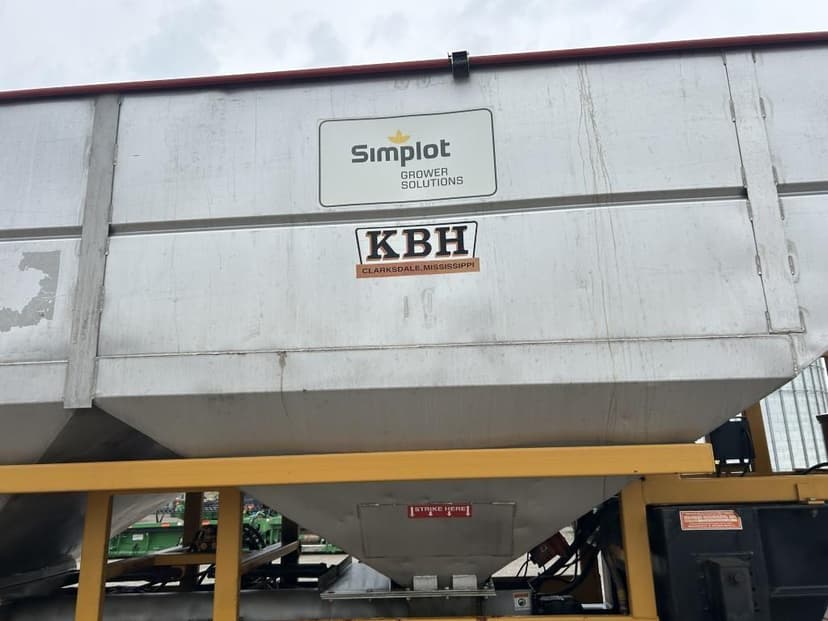 Simplot
GROWER
SOLUTIONS
KBH
CLARKSDALE, MISSISSIPPI
STRIKE HERE